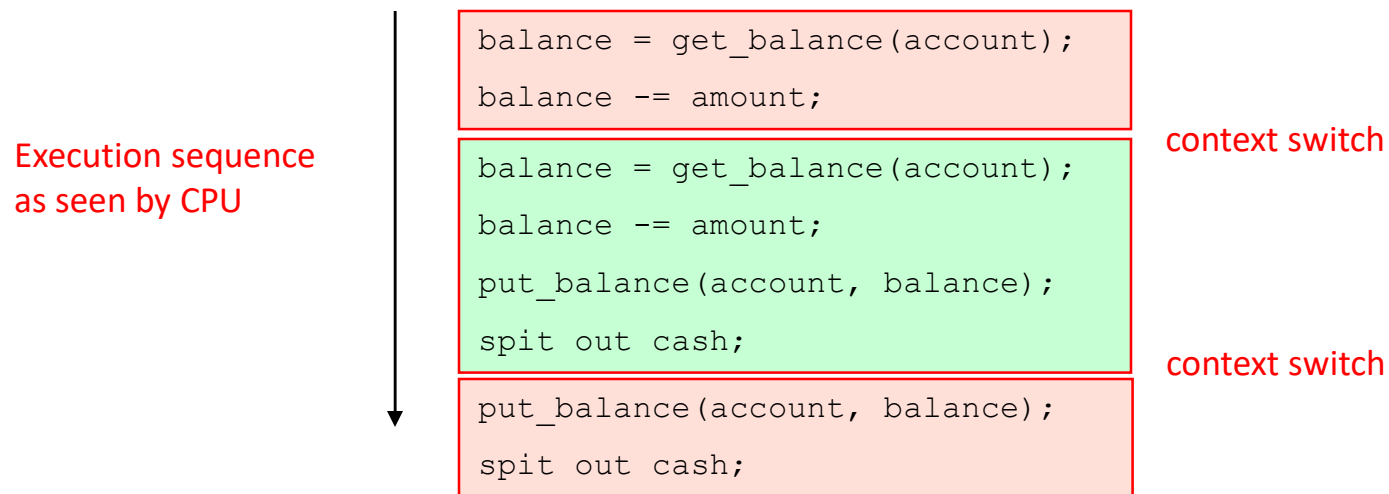 balance = get_balance(account);
balance -= amount;
context switch
Execution sequence
as seen by CPU
balance = get_balance(account);
balance -= amount;
put_balance(account, balance);
spit out cash;
context switch
put_balance(account, balance);
spit out cash;